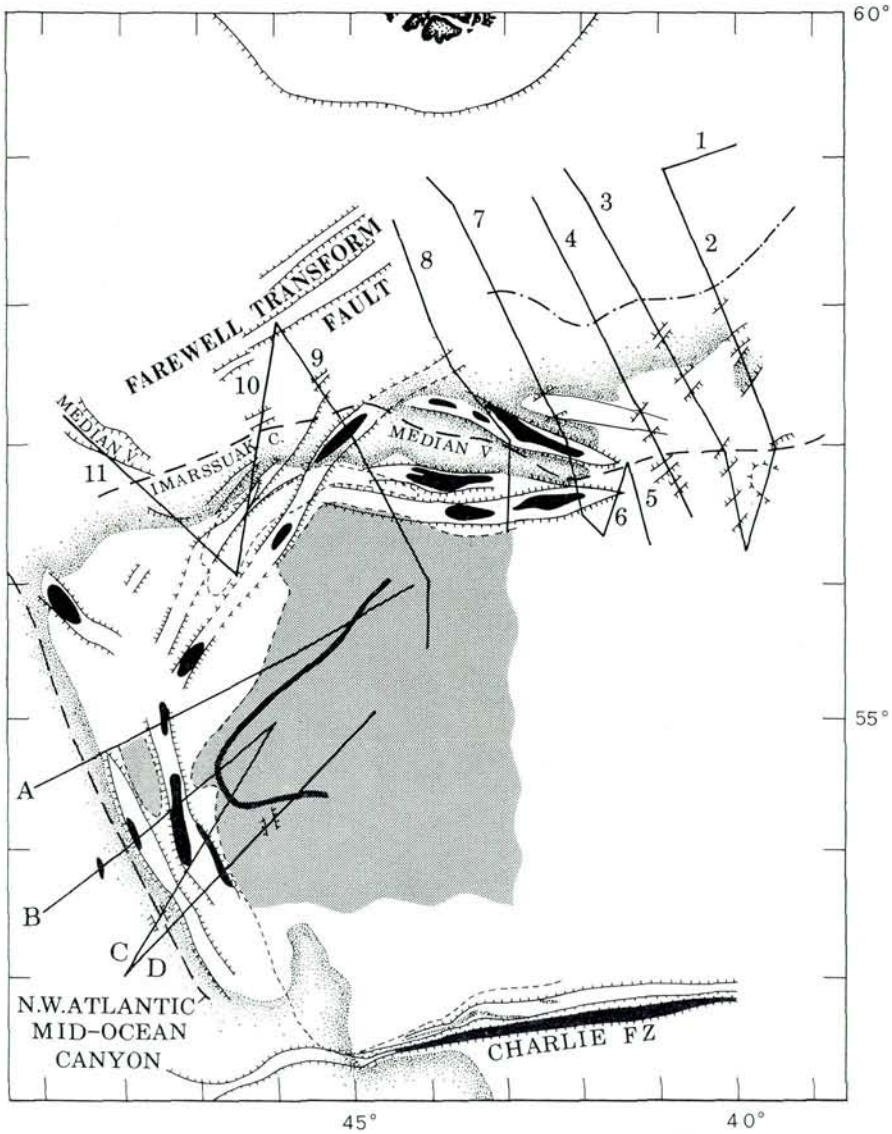 60°
1
2
3
4
7
8
FAREWELL TRANSFORM
FAULT
9
10
MEDIAN V
11
IMARSSUAK C.
MEDIAN V
5
6
55°
A
B
C
D
N.W.ATLANTIC
MID-OCEAN
CANYON
CHARLIE FZ
45°
40°